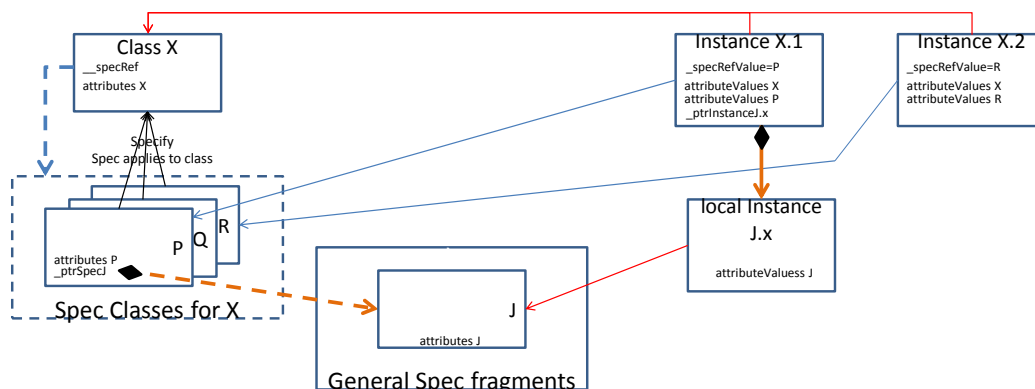 Class X
__specRef
attributes X
Instance X.1
_specRefValue=P
attributeValues X
attributeValues P
_ptrInstanceJ.x
Instance X.2
_specRefValue=R
attributeValues X
attributeValues R
Specify
Spec applies to class
P
Q
R
attributes P
_ptrSpecJ
Spec Classes for X
local Instance
J.x
attributeValuess J
J
attributes J
General Spec fragments